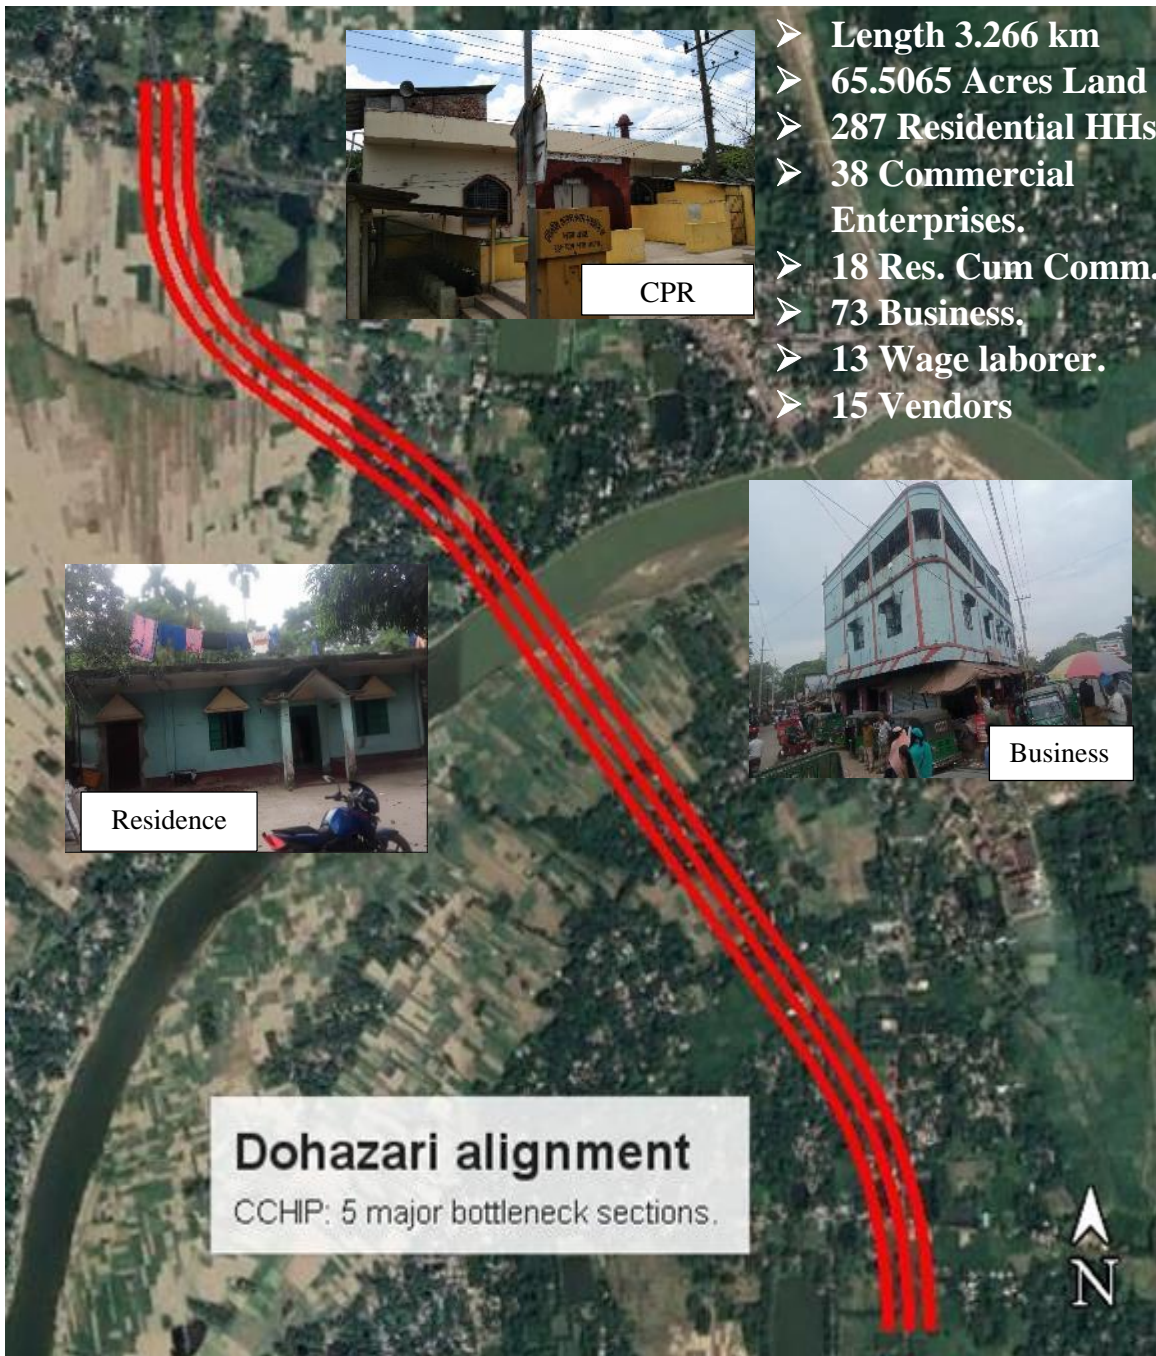 ➢ Length 3.266 km
➢ 65.5065 Acres Land
➢ 287 Residential HHs
➢ 38 Commercial
Enterprises.
➢ 18 Res. Cum Comm.
➢ 73 Business.
➢ 13 Wage laborer.
➢ 15 Vendors
CPR
Residence
Business
Dohazari alignment
CCHIP: 5 major bottleneck sections.
N